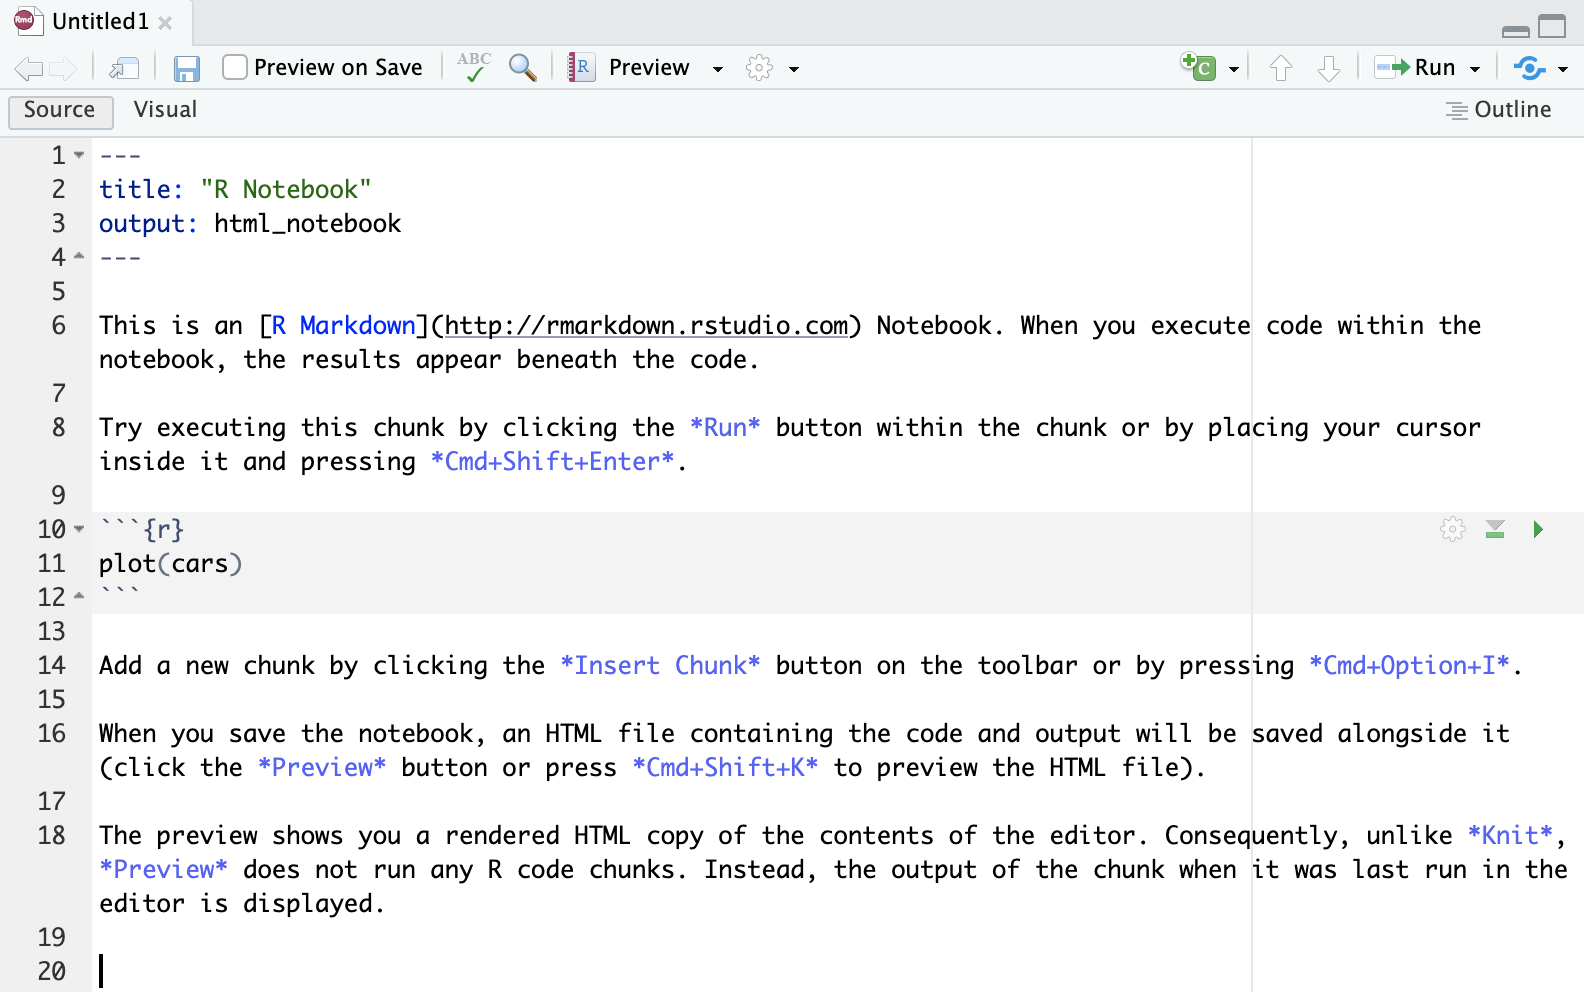 Rmd Untitled1
Preview on Save ABC R Preview C Run
Source Visual Outline
1 ---
2 title: "R Notebook"
3 output: html_notebook
4 ---
5
6 This is an [R Markdown](http://rmarkdown.rstudio.com) Notebook. When you execute code within the
notebook, the results appear beneath the code.
7
8 Try executing this chunk by clicking the *Run* button within the chunk or by placing your cursor
inside it and pressing *Cmd+Shift+Enter*.
9
10 ```{r}
11 plot(cars)
12 ```
13
14 Add a new chunk by clicking the *Insert Chunk* button on the toolbar or by pressing *Cmd+Option+I*.
15
16 When you save the notebook, an HTML file containing the code and output will be saved alongside it
(click the *Preview* button or press *Cmd+Shift+K* to preview the HTML file).
17
18 The preview shows you a rendered HTML copy of the contents of the editor. Consequently, unlike *Knit*,
*Preview* does not run any R code chunks. Instead, the output of the chunk when it was last run in the
editor is displayed.
19
20